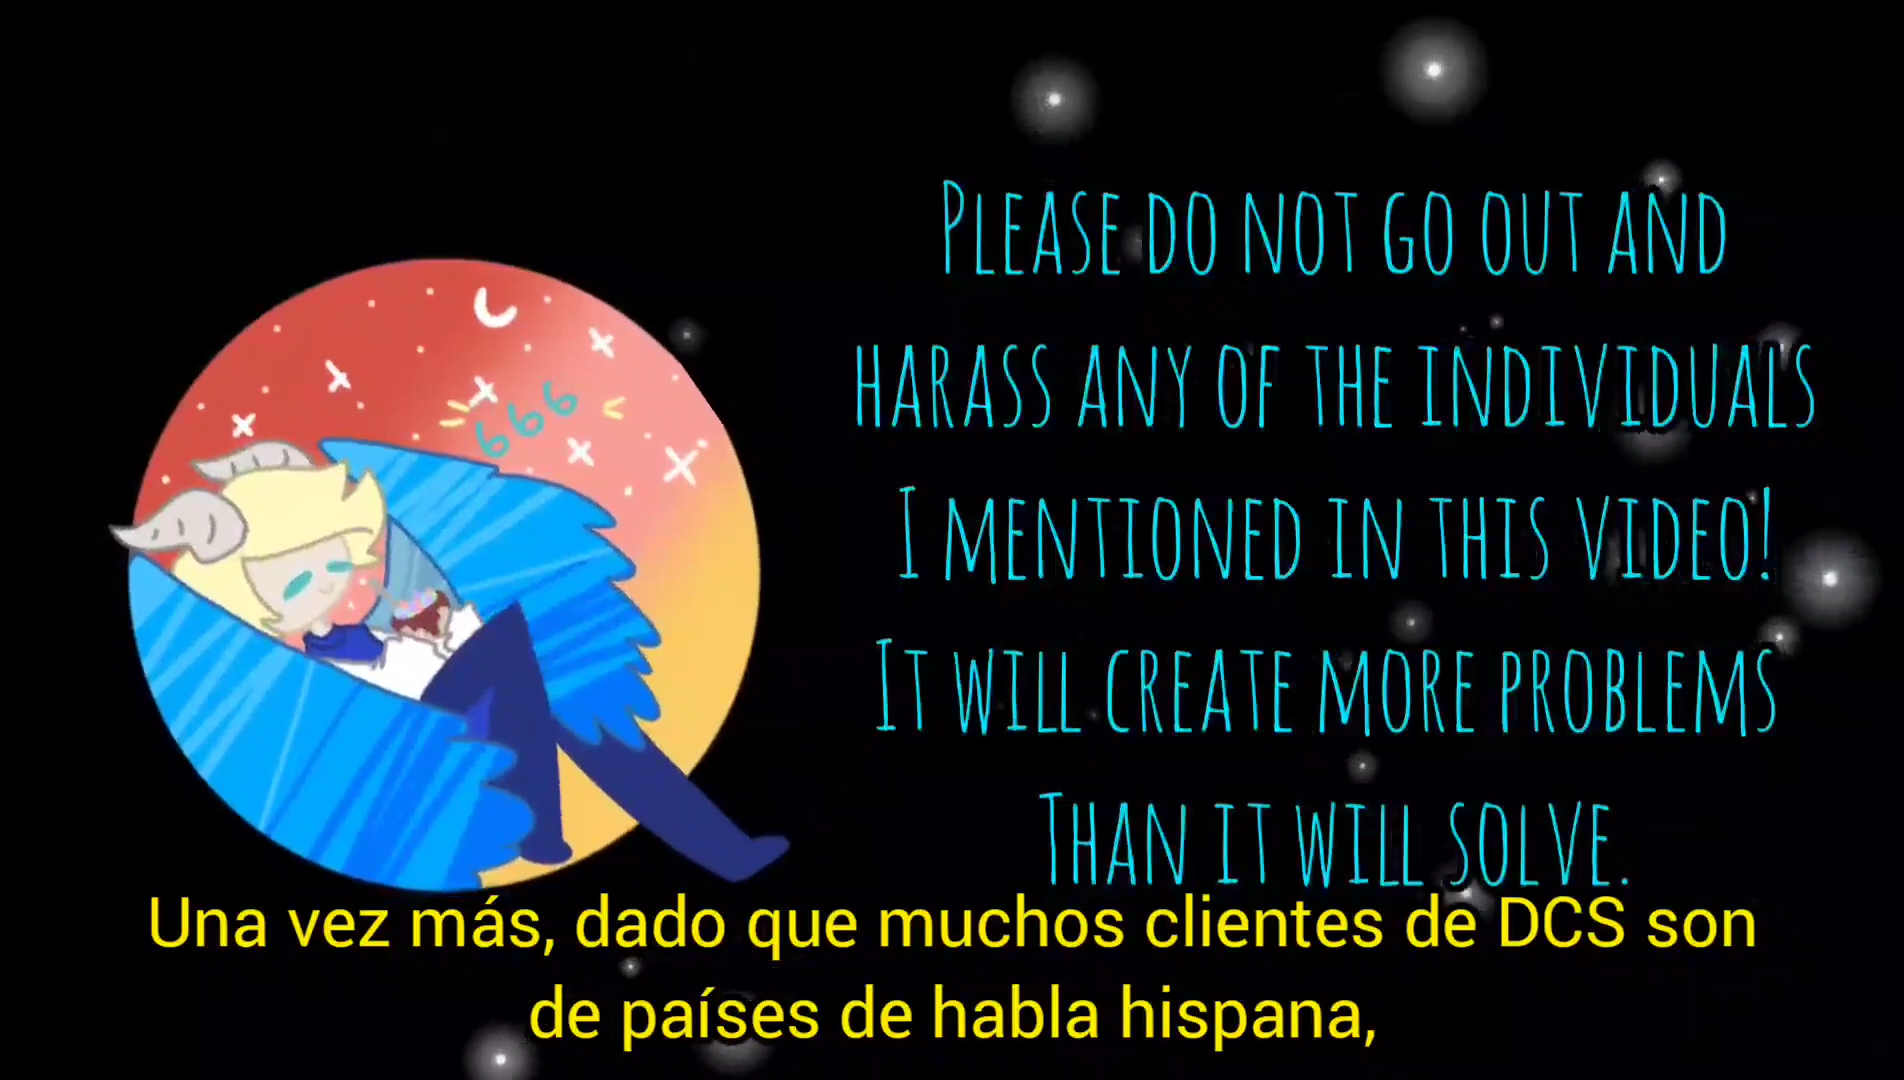 666
Please do not go out and
harass any of the individuals
I mentioned in this video!
It will create more problems
Than it will solve.
Una vez más, dado que muchos clientes de DCS son
de países de habla hispana,